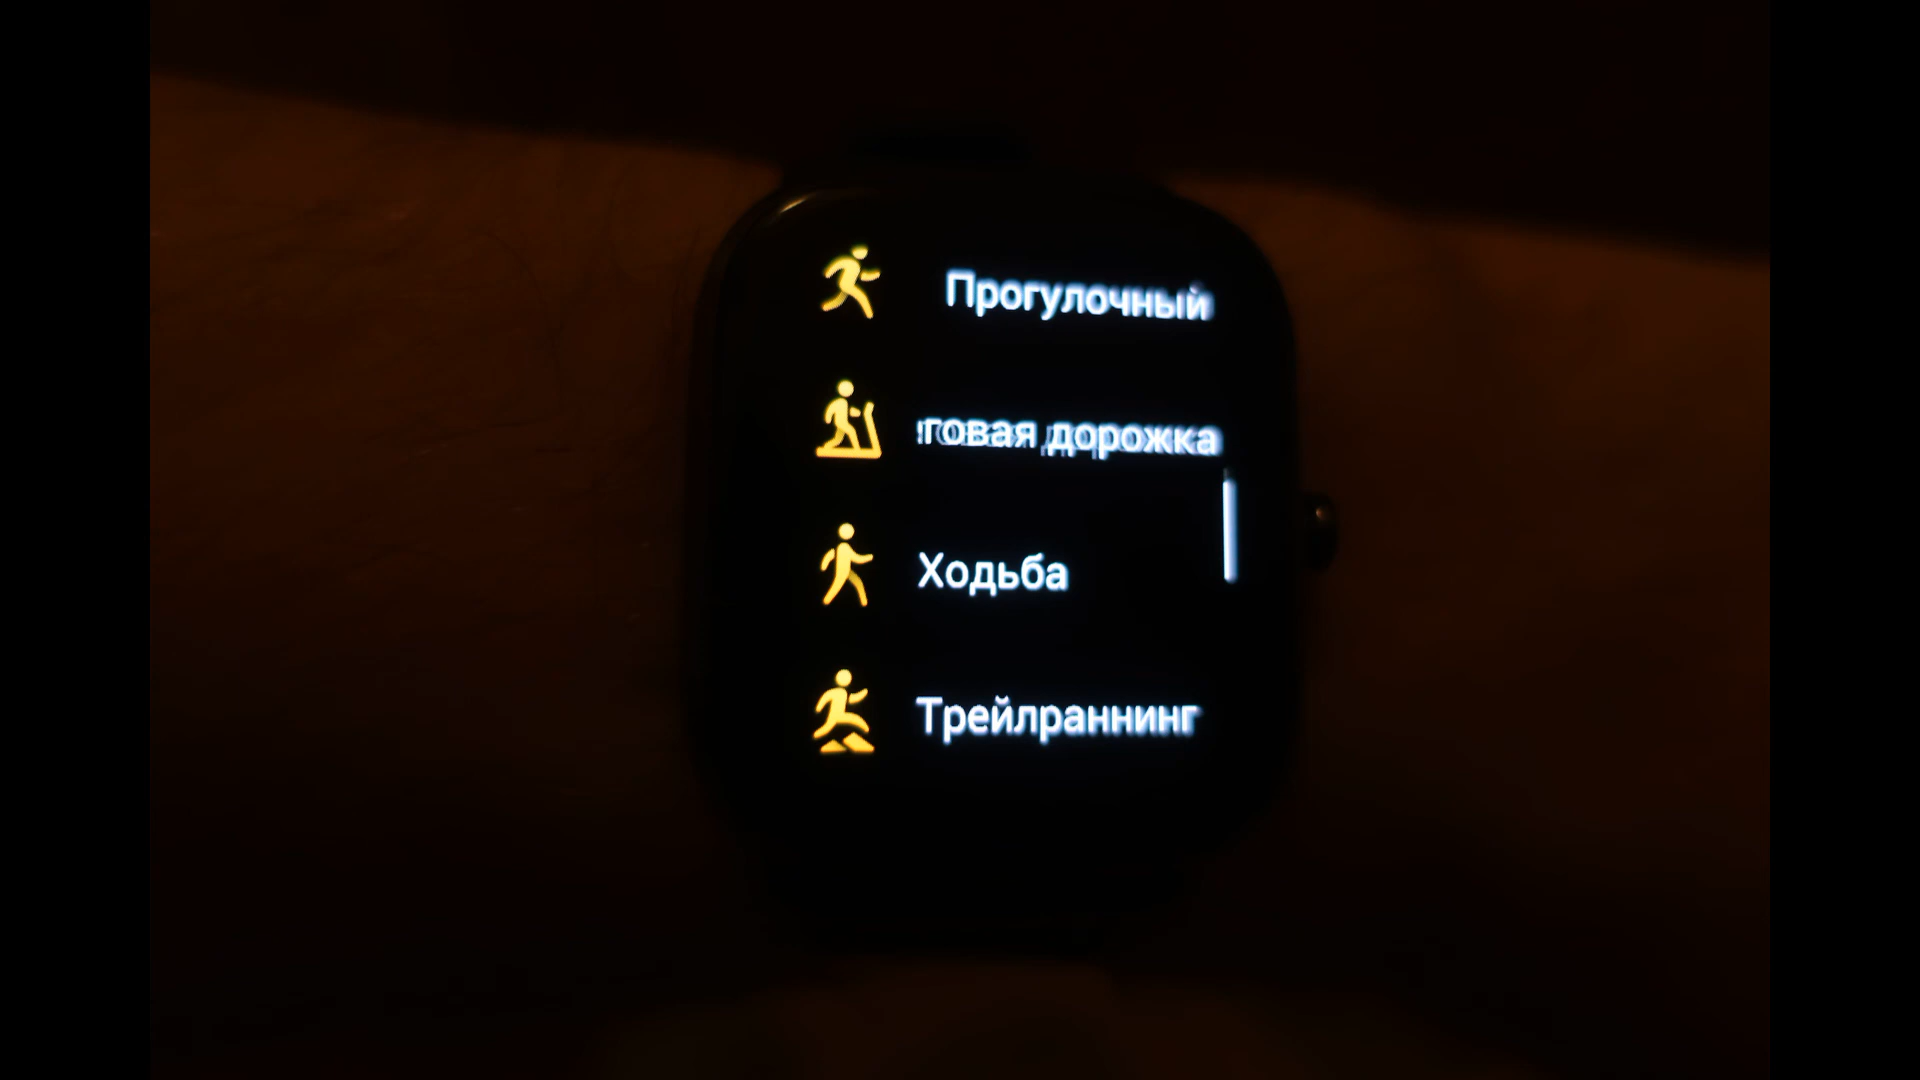 Прогулочный
говая дорожка
Ходьба
Трейлраннинг